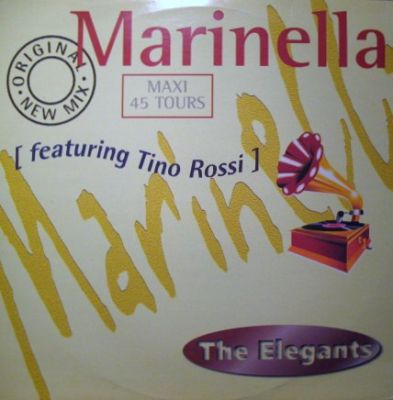 Marinella
ORIGINAL
• NEW MIX •
MAXI
45 TOURS
[ featuring Tino Rossi ]
Marinella
The Elegants